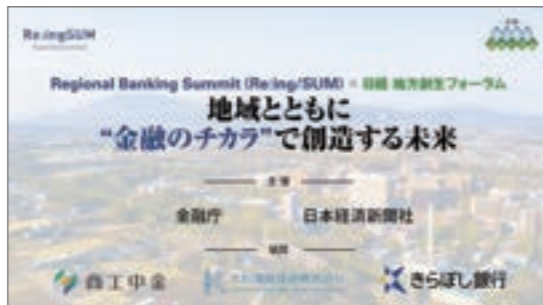 Re:ingSUM
Regional Banking Summit (Re:ing/SUM) × 日経 地方創生フォーラム
地域とともに
“金融のチカラ”で創造する未来
主催
金融庁 日本経済新聞社
協賛
商工中金 きらぼし銀行